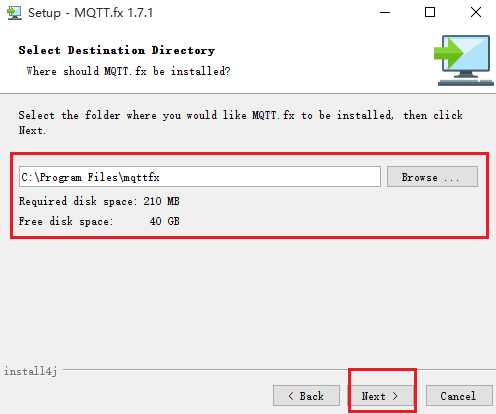 Setup - MQTT.fx 1.7.1
Select Destination Directory
Where should MQTT.fx be installed?
Select the folder where you would like MQTT.fx to be installed, then click
Next.
C:\Program Files\mqttfx
Browse ...
Required disk space: 210 MB
Free disk space: 40 GB
install4j
< Back
Next >
Cancel